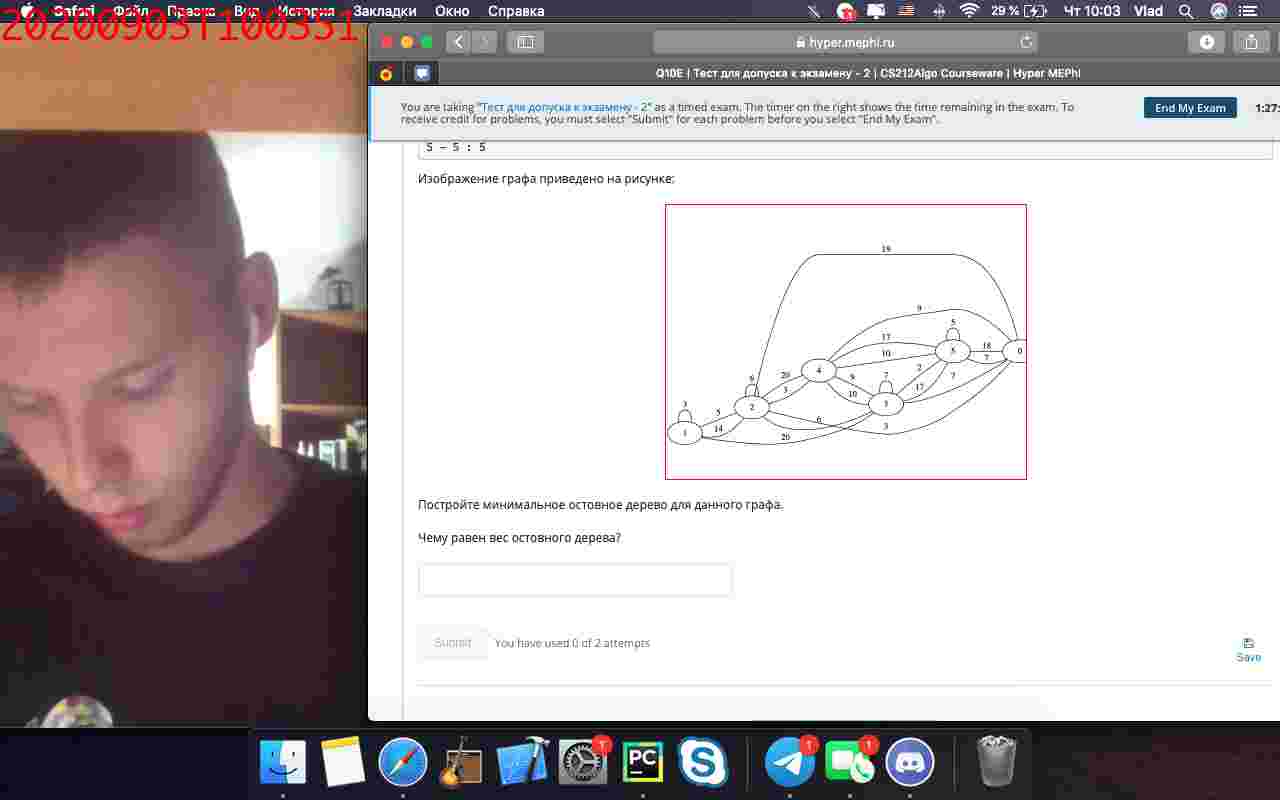 Safari Файл Правка Вид История Закладки Окно Справка 29 % Чт 10:03 Vlad
20200903T100351
hyper.mephi.ru
Q10E | Тест для допуска к экзамену - 2 | CS212Algo Courseware | Hyper MEPhI
You are taking "Тест для допуска к экзамену - 2" as a timed exam. The timer on the right shows the time remaining in the exam. To
receive credit for problems, you must select "Submit" for each problem before you select "End My Exam".
End My Exam
1:27:
5 – 5 : 5
Изображение графа приведено на рисунке:
19
9
5
17
18
10
5
0
7
4
2
7
20
9
7
9
3
10
17
3
2
3
5
6
14
3
1
20
Постройте минимальное остовное дерево для данного графа.
Чему равен вес остовного дерева?
Submit
You have used 0 of 2 attempts
Save
1
PC
1
1